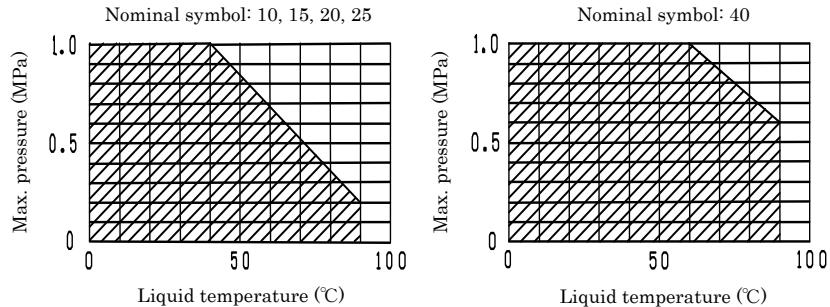 Nominal symbol: 10, 15, 20, 25
Max. pressure (MPa)
1.0
0.5
0
0
50
100
Liquid temperature (℃)
Nominal symbol: 40
Max. pressure (MPa)
1.0
0.5
0
0
50
100
Liquid temperature (℃)